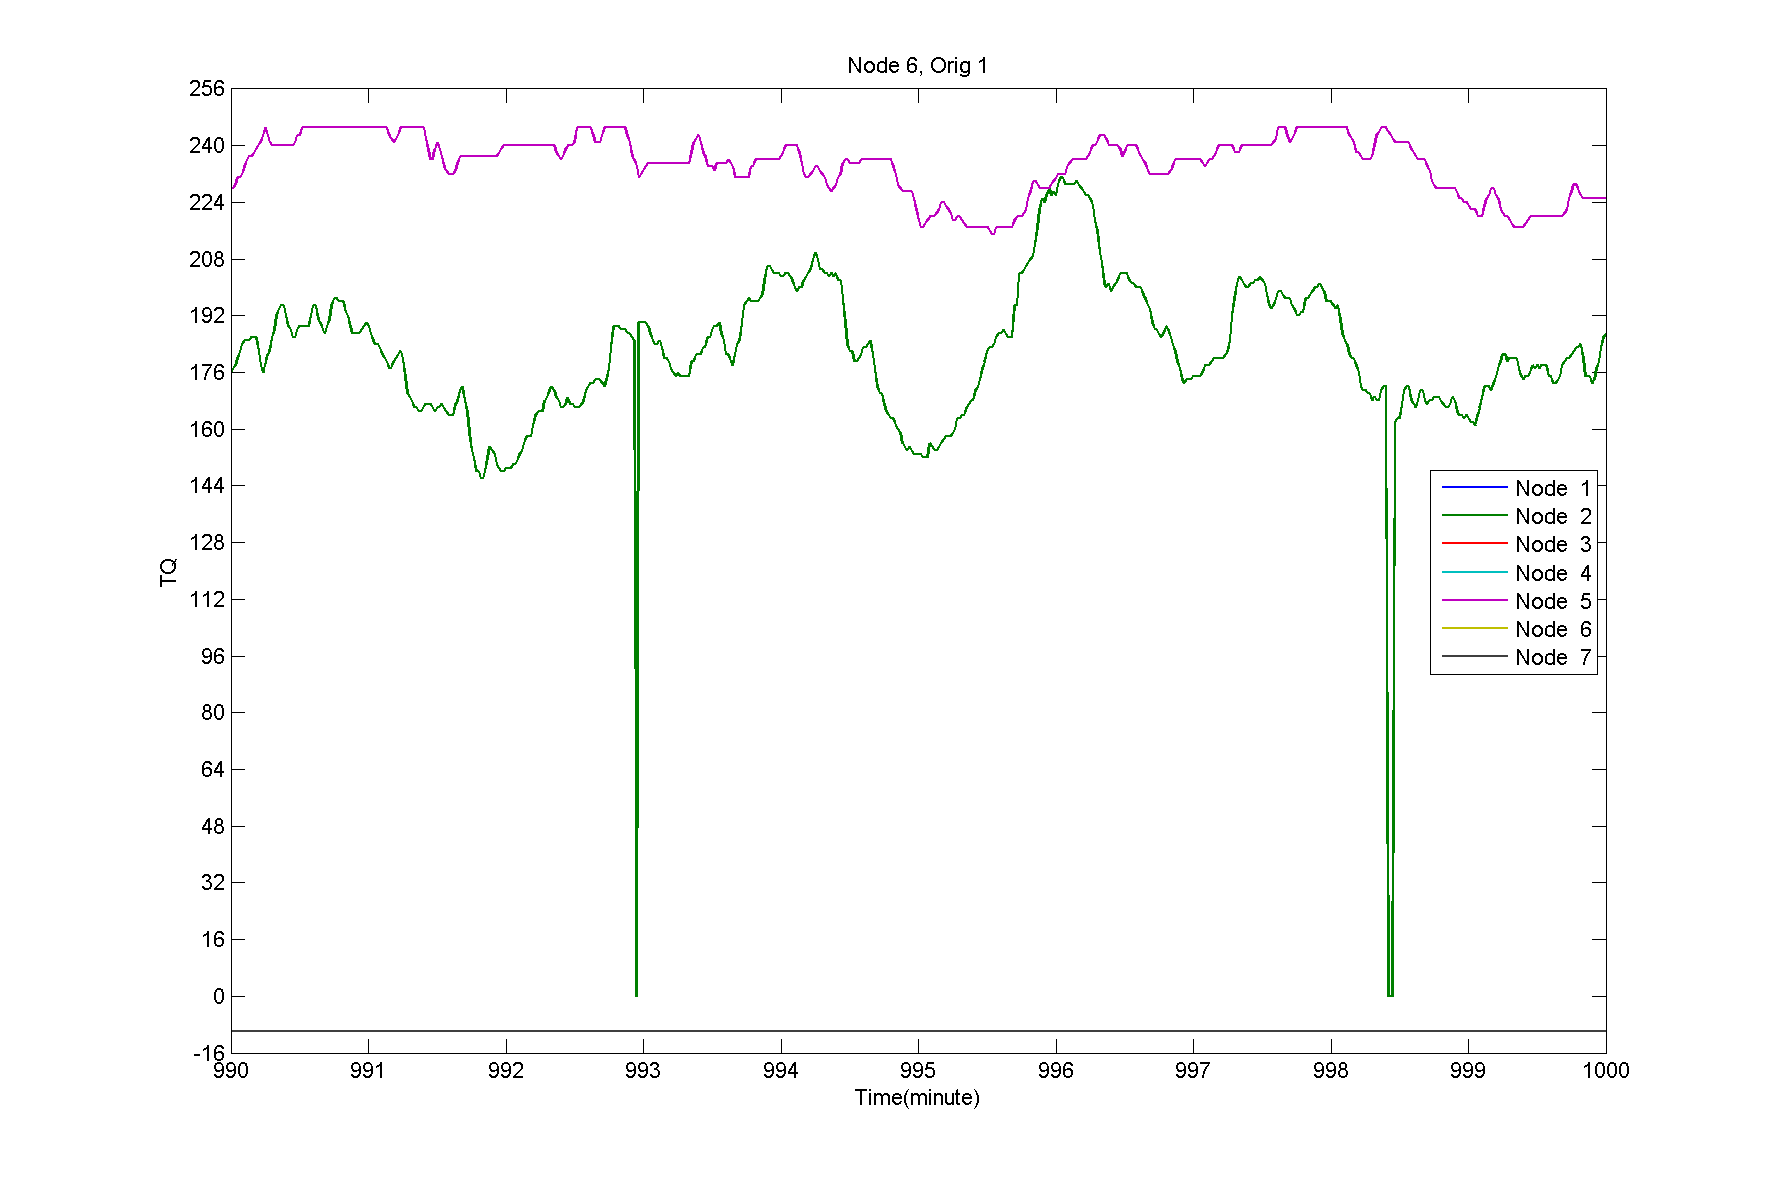 Node 6, Orig 1
256
240
224
208
192
176
160
144
128
112
96
80
64
48
32
16
0
-16
TQ
Node 1
Node 2
Node 3
Node 4
Node 5
Node 6
Node 7
990 991 992 993 994 995 996 997 998 999 1000
Time(minute)